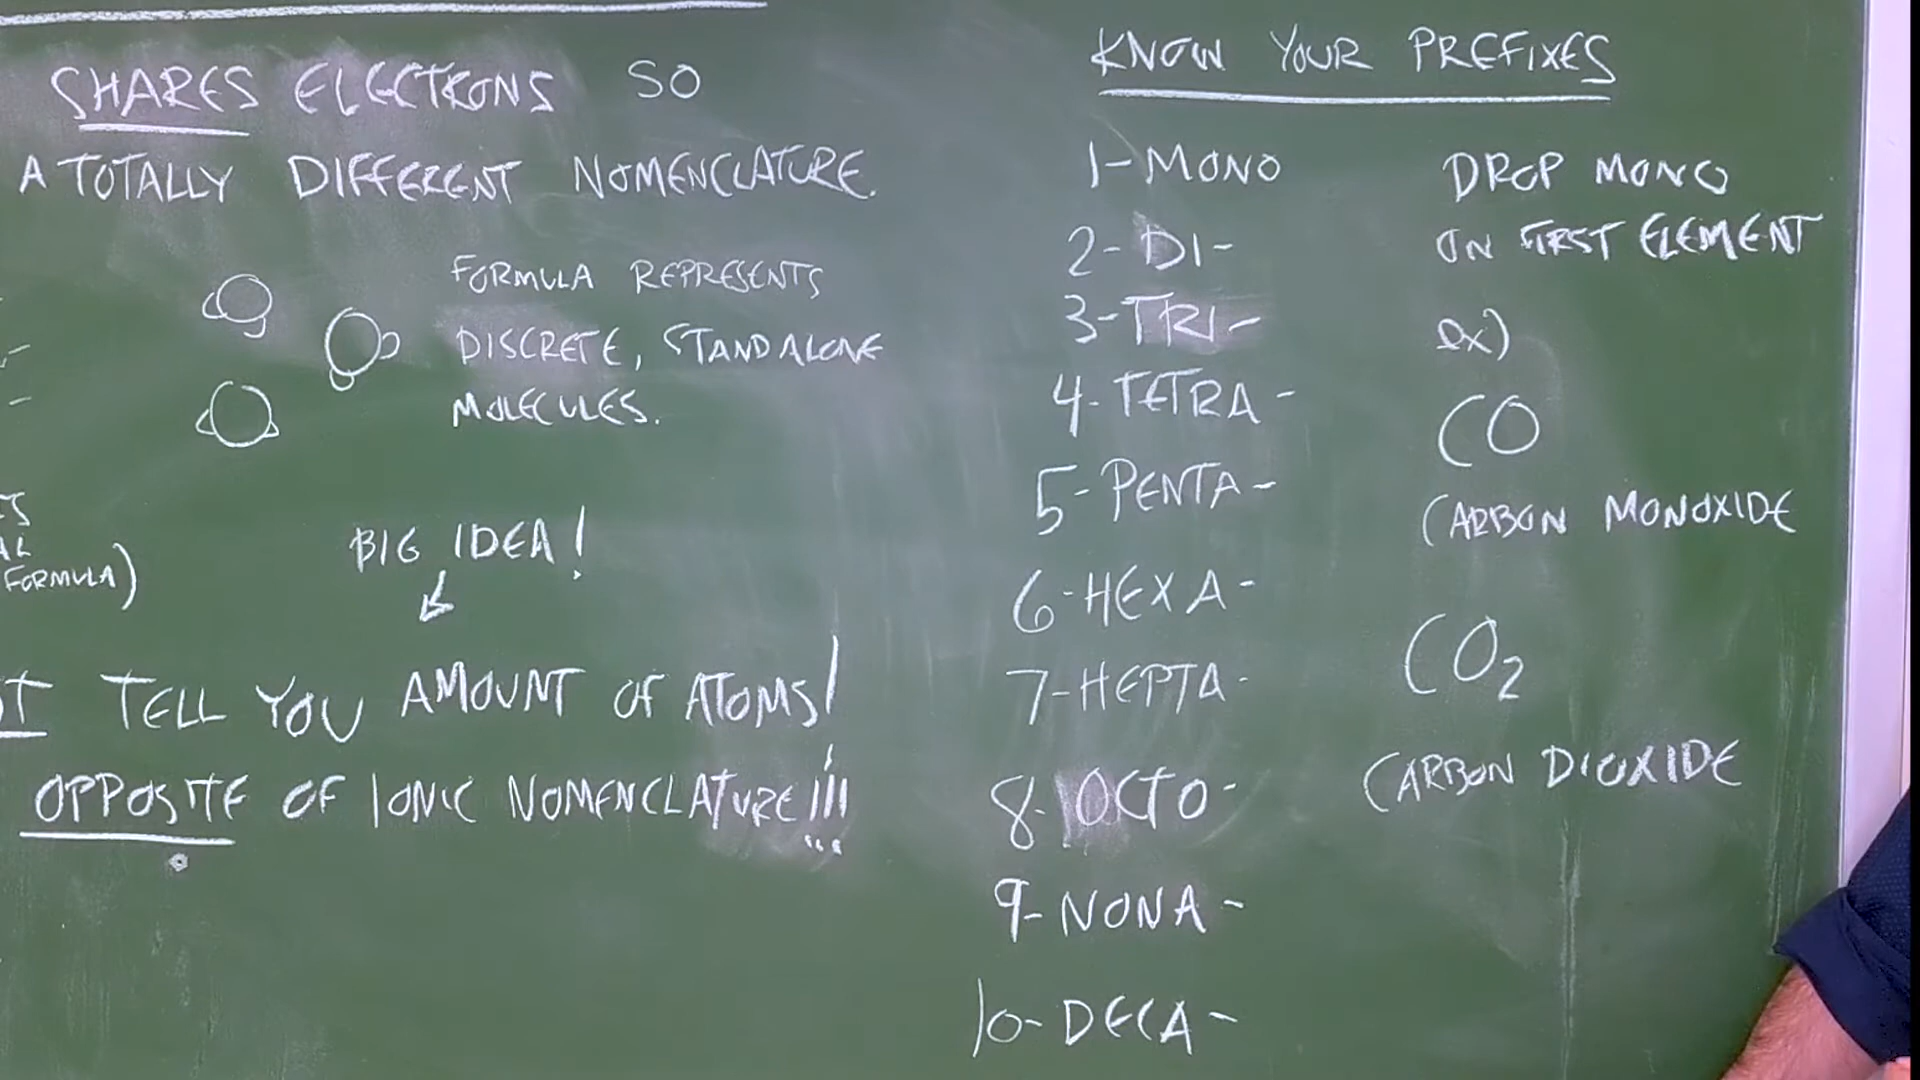 SHARES ELECTRONS SO
A TOTALLY DIFFERENT NOMENCLATURE.
FORMULA REPRESENTS
DISCRETE, STANDALONE
MOLECULES.
FORMULA)
BIG IDEA!
TELL YOU AMOUNT OF ATOMS!
OPPOSITE OF IONIC NOMENCLATURE!!!
KNOW YOUR PREFIXES
1-MONO
2-DI-
3-TRI-
4-TETRA-
5-PENTA-
6-HEXA-
7-HEPTA-
8-OCTO-
9-NONA-
10-DECA-
DROP MONO
ON FIRST ELEMENT
ex)
CO
CARBON MONOXIDE
CO2
CARBON DIOXIDE